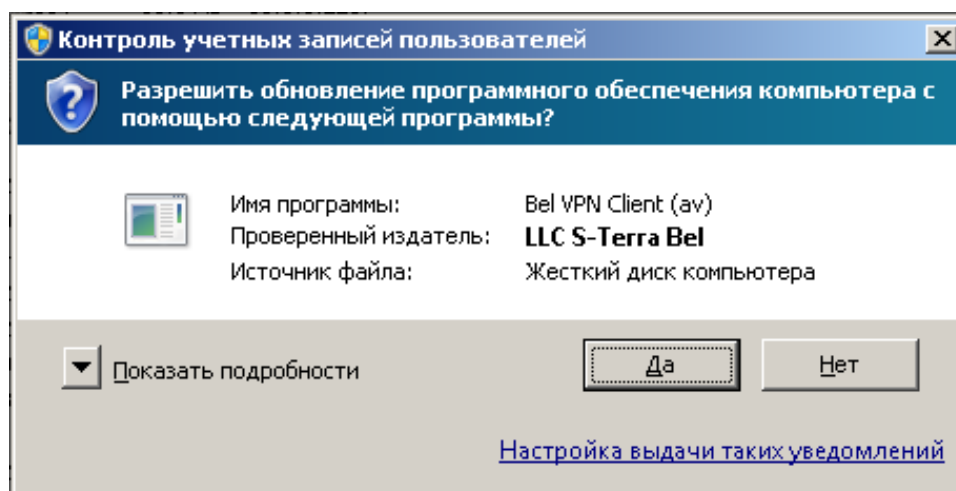 Контроль учетных записей пользователей
Разрешить обновление программного обеспечения компьютера с
помощью следующей программы?
Имя программы: Bel VPN Client (av)
Проверенный издатель: LLC S-Terra Bel
Источник файла: Жесткий диск компьютера
Показать подробности Да Нет
Настройка выдачи таких уведомлений